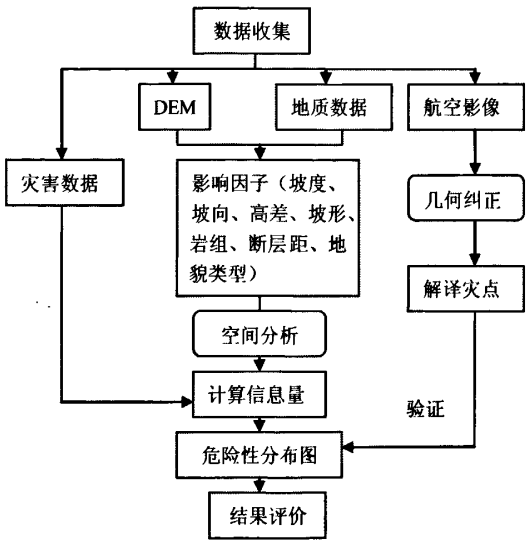 数据收集
DEM
地质数据
航空影像
灾害数据
影响因子（坡度、
坡向、高差、坡形、
岩组、断层距、地
貌类型）
几何纠正
解译灾点
空间分析
计算信息量
验证
危险性分布图
结果评价